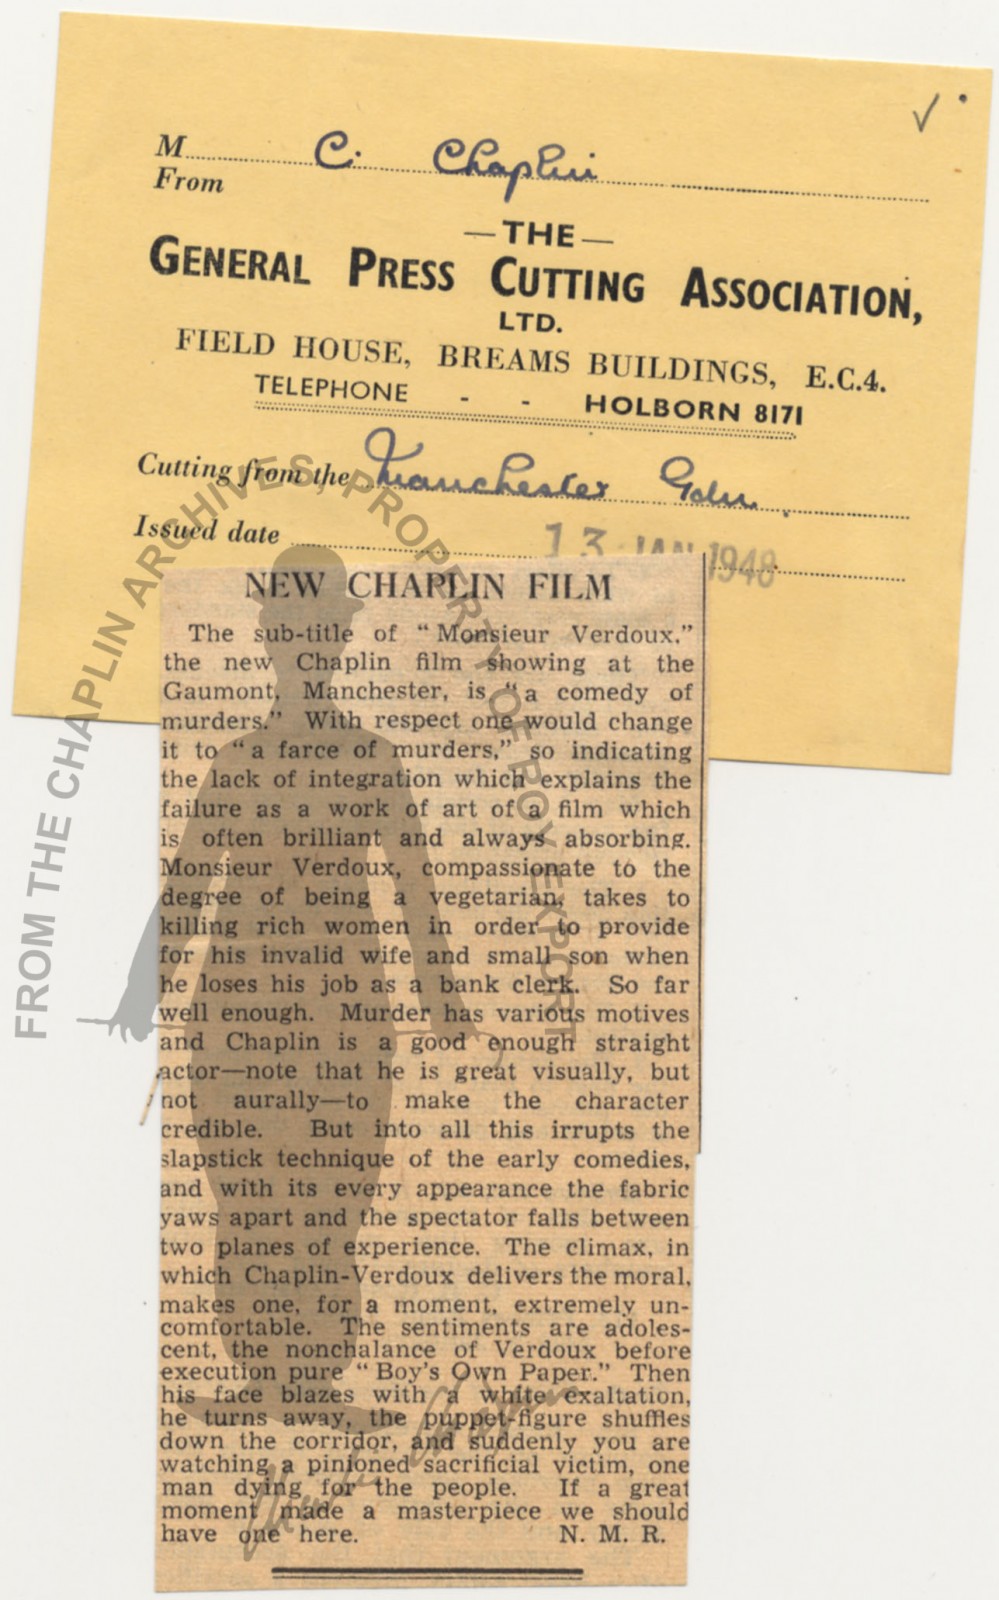 M C. Chaplin
From
—THE—
GENERAL PRESS CUTTING ASSOCIATION,
LTD.
FIELD HOUSE, BREAMS BUILDINGS, E.C.4.
TELEPHONE - - HOLBORN 8171
Cutting from the Manchester Gdn.
Issued date 13 JAN 1948
NEW CHAPLIN FILM
The sub-title of "Monsieur Verdoux,"
the new Chaplin film showing at the
Gaumont, Manchester, is "a comedy of
murders." With respect one would change
it to "a farce of murders," so indicating
the lack of integration which explains the
failure as a work of art of a film which
is often brilliant and always absorbing.
Monsieur Verdoux, compassionate to the
degree of being a vegetarian, takes to
killing rich women in order to provide
for his invalid wife and small son when
he loses his job as a bank clerk. So far
well enough. Murder has various motives
and Chaplin is a good enough straight
actor—note that he is great visually, but
not aurally—to make the character
credible. But into all this irrupts the
slapstick technique of the early comedies,
and with its every appearance the fabric
yaws apart and the spectator falls between
two planes of experience. The climax, in
which Chaplin-Verdoux delivers the moral,
makes one, for a moment, extremely un-
comfortable. The sentiments are adoles-
cent, the nonchalance of Verdoux before
execution pure "Boy's Own Paper." Then
his face blazes with a white exaltation,
he turns away, the puppet-figure shuffles
down the corridor, and suddenly you are
watching a pinioned sacrificial victim, one
man dying for the people. If a great
moment made a masterpiece we should
have one here. N. M. R.
FROM THE CHAPLIN ARCHIVES, PROPERTY OF ROY EXPORT
Charlie Chaplin